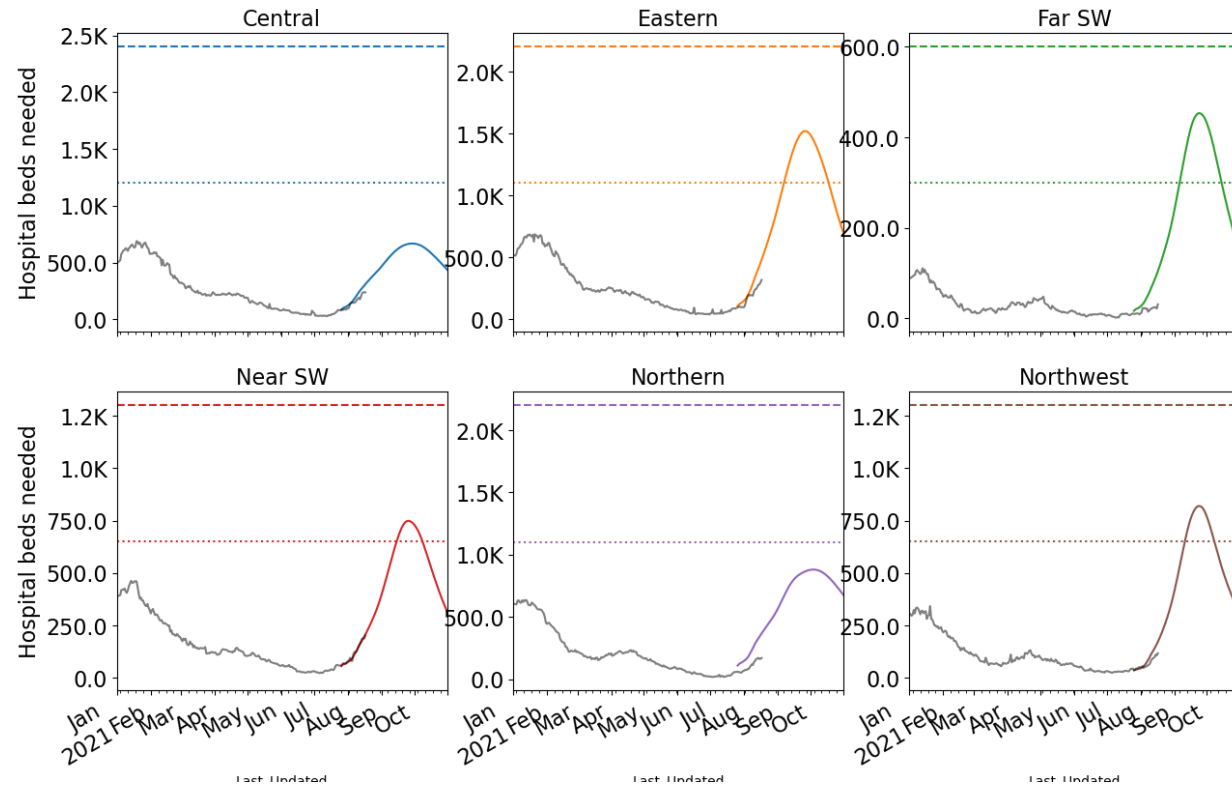 Central
Eastern
Far SW
Hospital beds needed
2.5K
2.0K
1.5K
1.0K
500.0
0.0
2.0K
1.5K
1.0K
500.0
0.0
600.0
400.0
200.0
0.0
Near SW
Northern
Northwest
Hospital beds needed
1.2K
1.0K
750.0
500.0
250.0
0.0
2.0K
1.0K
500.0
0.0
1.2K
1.0K
750.0
500.0
250.0
0.0
Jan
2021 Feb Mar Apr May Jun Jul Aug Sep Oct
Jan
2021 Feb Mar Apr May Jun Jul Aug Sep Oct
Jan
2021 Feb Mar Apr May Jun Jul Aug Sep Oct
Last Updated
Last Updated